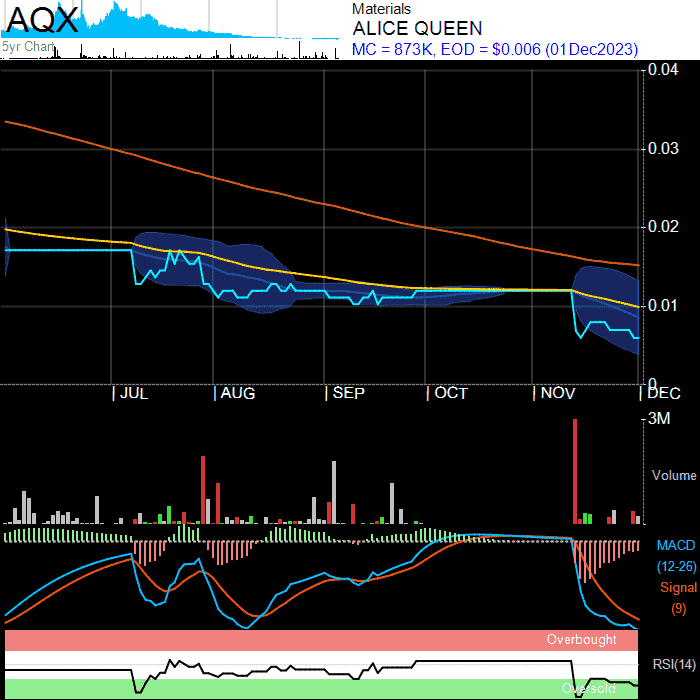 AQX
5yr Chart
Materials
ALICE QUEEN
MC = 873K, EOD = $0.006 (01Dec2023)
0.04
0.03
0.02
0.01
0
JUL
AUG
SEP
OCT
NOV
DEC
3M
Volume
MACD
(12-26)
Signal
(9)
Overbought
RSI(14)
Oversold